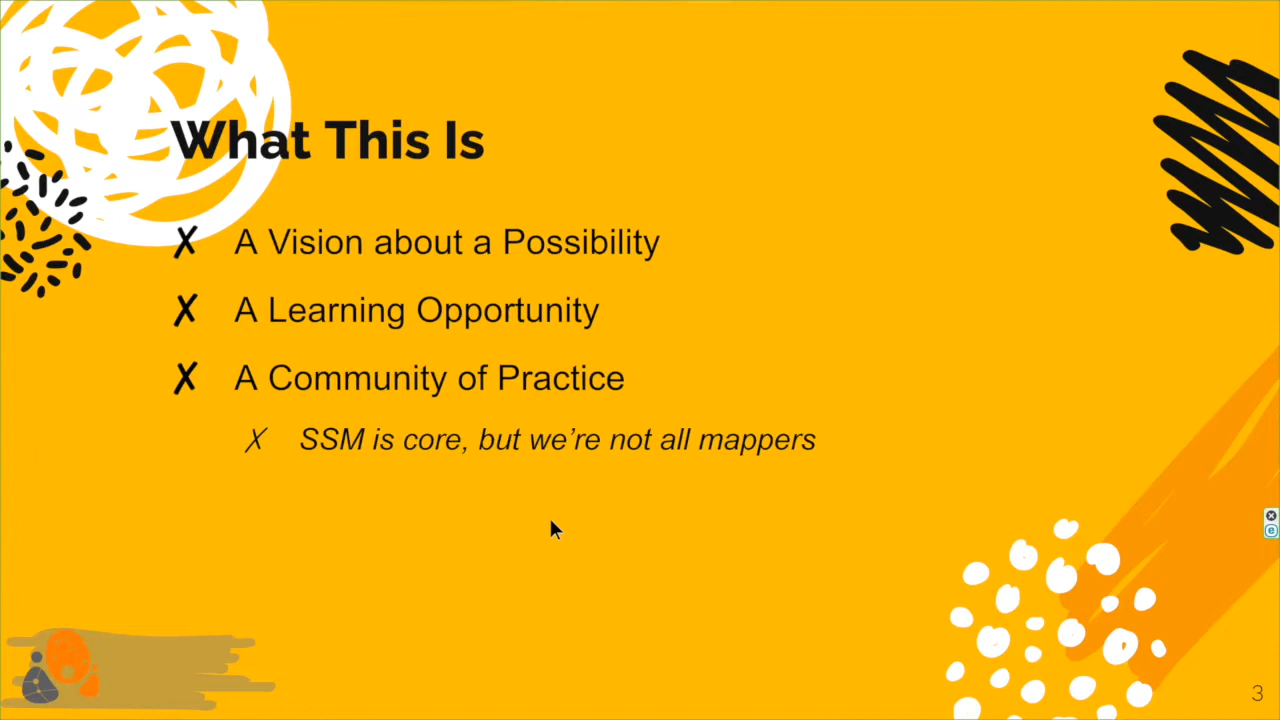 What This Is
✗ A Vision about a Possibility
✗ A Learning Opportunity
✗ A Community of Practice
✗ SSM is core, but we’re not all mappers
e
3